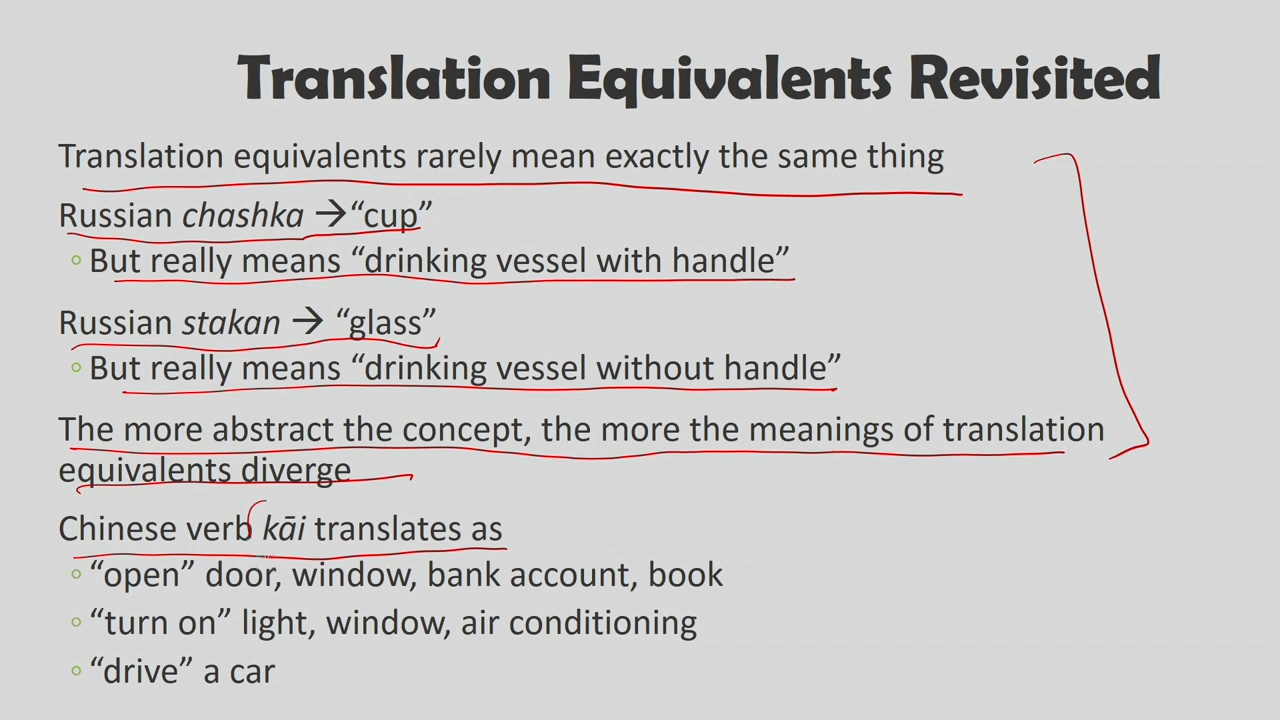 Translation Equivalents Revisited
Translation equivalents rarely mean exactly the same thing
Russian chashka → “cup”
◦ But really means “drinking vessel with handle”
Russian stakan → “glass”
◦ But really means “drinking vessel without handle”
The more abstract the concept, the more the meanings of translation
equivalents diverge
Chinese verb kāi translates as
◦ “open” door, window, bank account, book
◦ “turn on” light, window, air conditioning
◦ “drive” a car